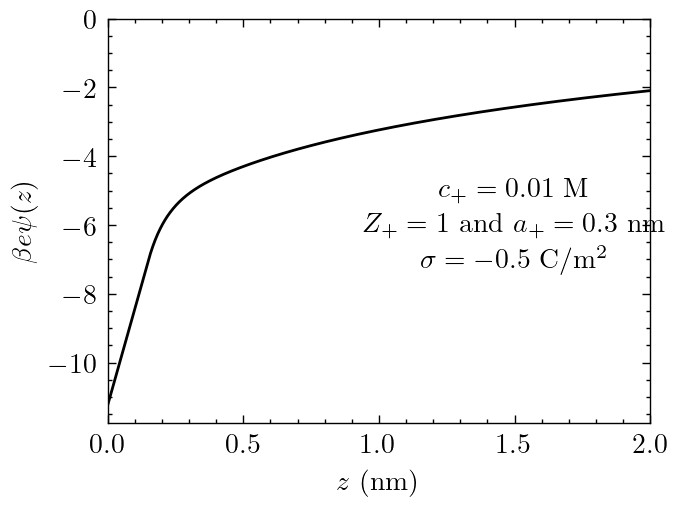 0
−2
−4
−6
−8
−10
βeψ(z)
c₊ = 0.01 M
Z₊ = 1 and a₊ = 0.3 nm
σ = −0.5 C/m²
0.0 0.5 1.0 1.5 2.0
z (nm)